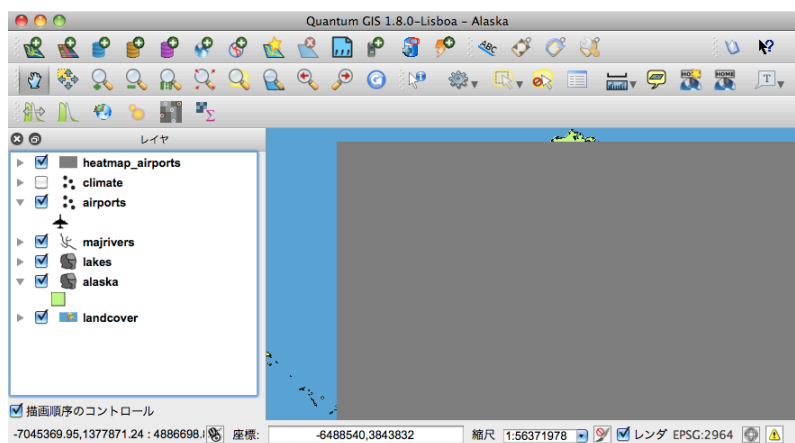 Quantum GIS 1.8.0-Lisboa - Alaska
ABC
HOME
T
Σ
レイヤ
heatmap_airports
climate
airports
majrivers
lakes
alaska
landcover
描画順序のコントロール
-7045369.95,1377871.24 : 4886698.
座標:
-6488540,3843832
縮尺
1:56371978
レンダ
EPSG:2964